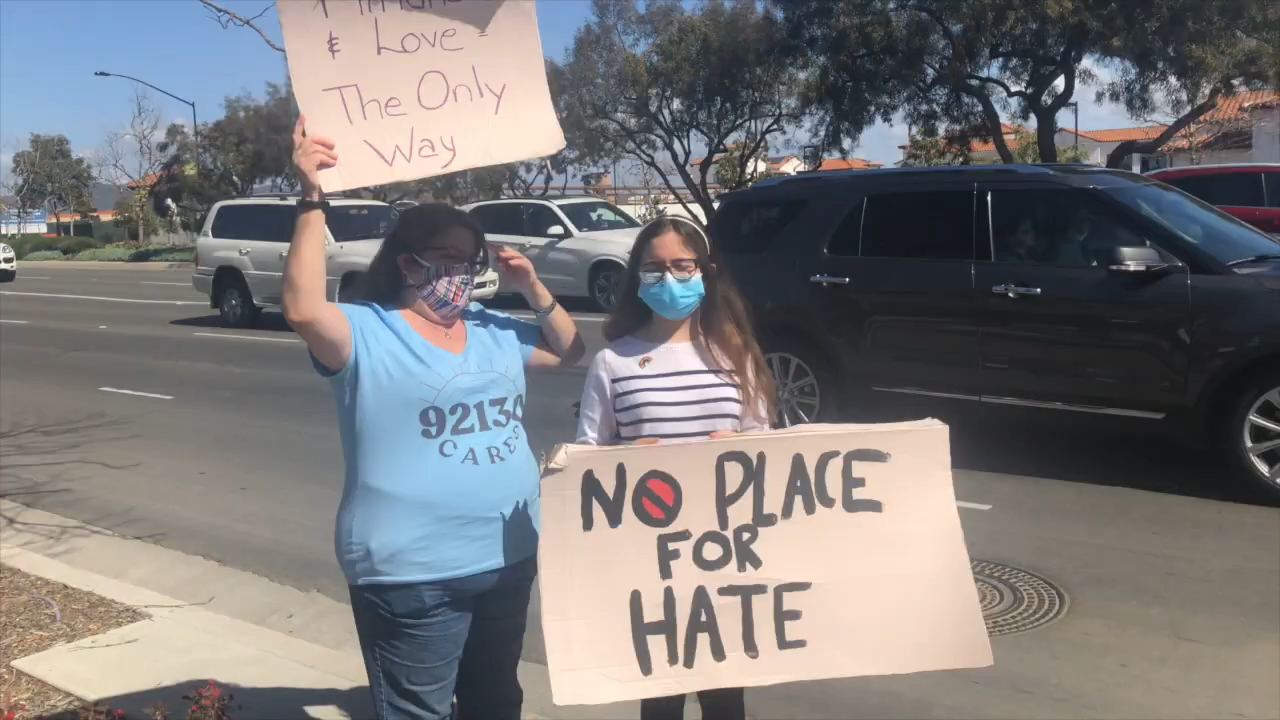 & Love =
The Only
Way
92130
CARES
NO PLACE
FOR
HATE